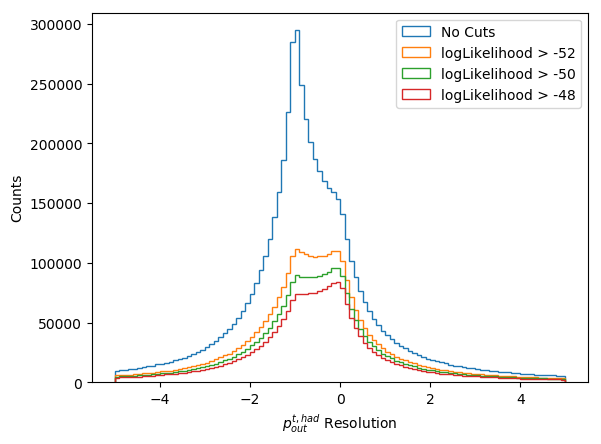 300000
250000
200000
150000
100000
50000
0
Counts
No Cuts
logLikelihood > -52
logLikelihood > -50
logLikelihood > -48
−4 −2 0 2 4
$p_{out}^{t,had}$ Resolution